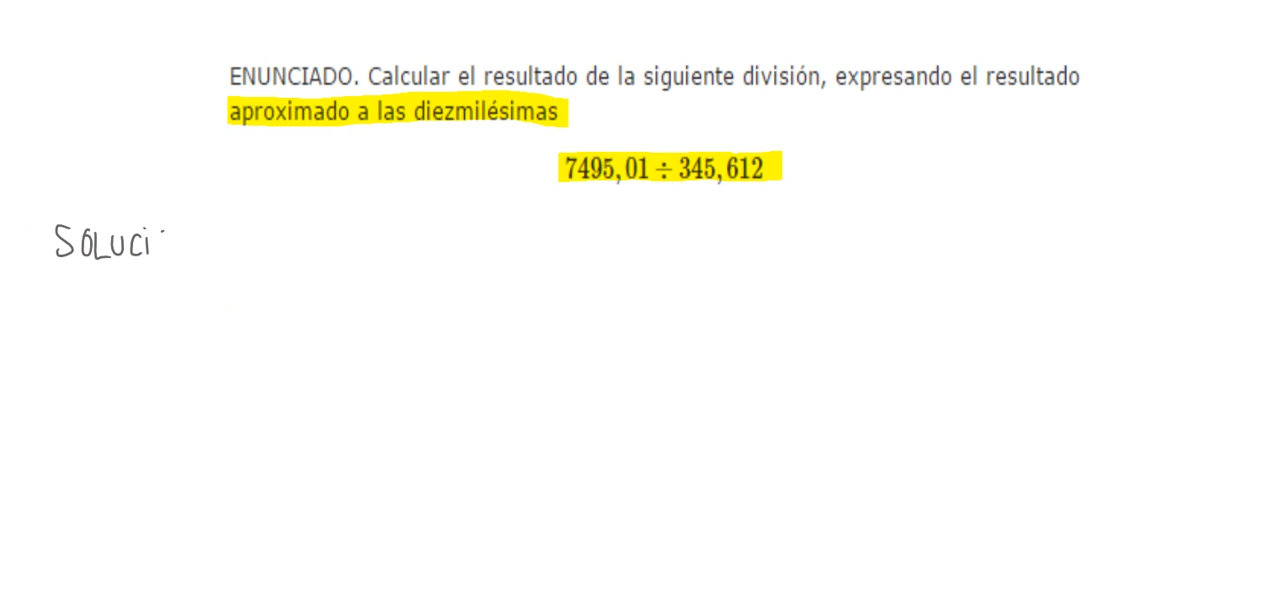 ENUNCIADO. Calcular el resultado de la siguiente división, expresando el resultado
aproximado a las diezmilésimas
7495,01 ÷ 345,612
SOLUCI